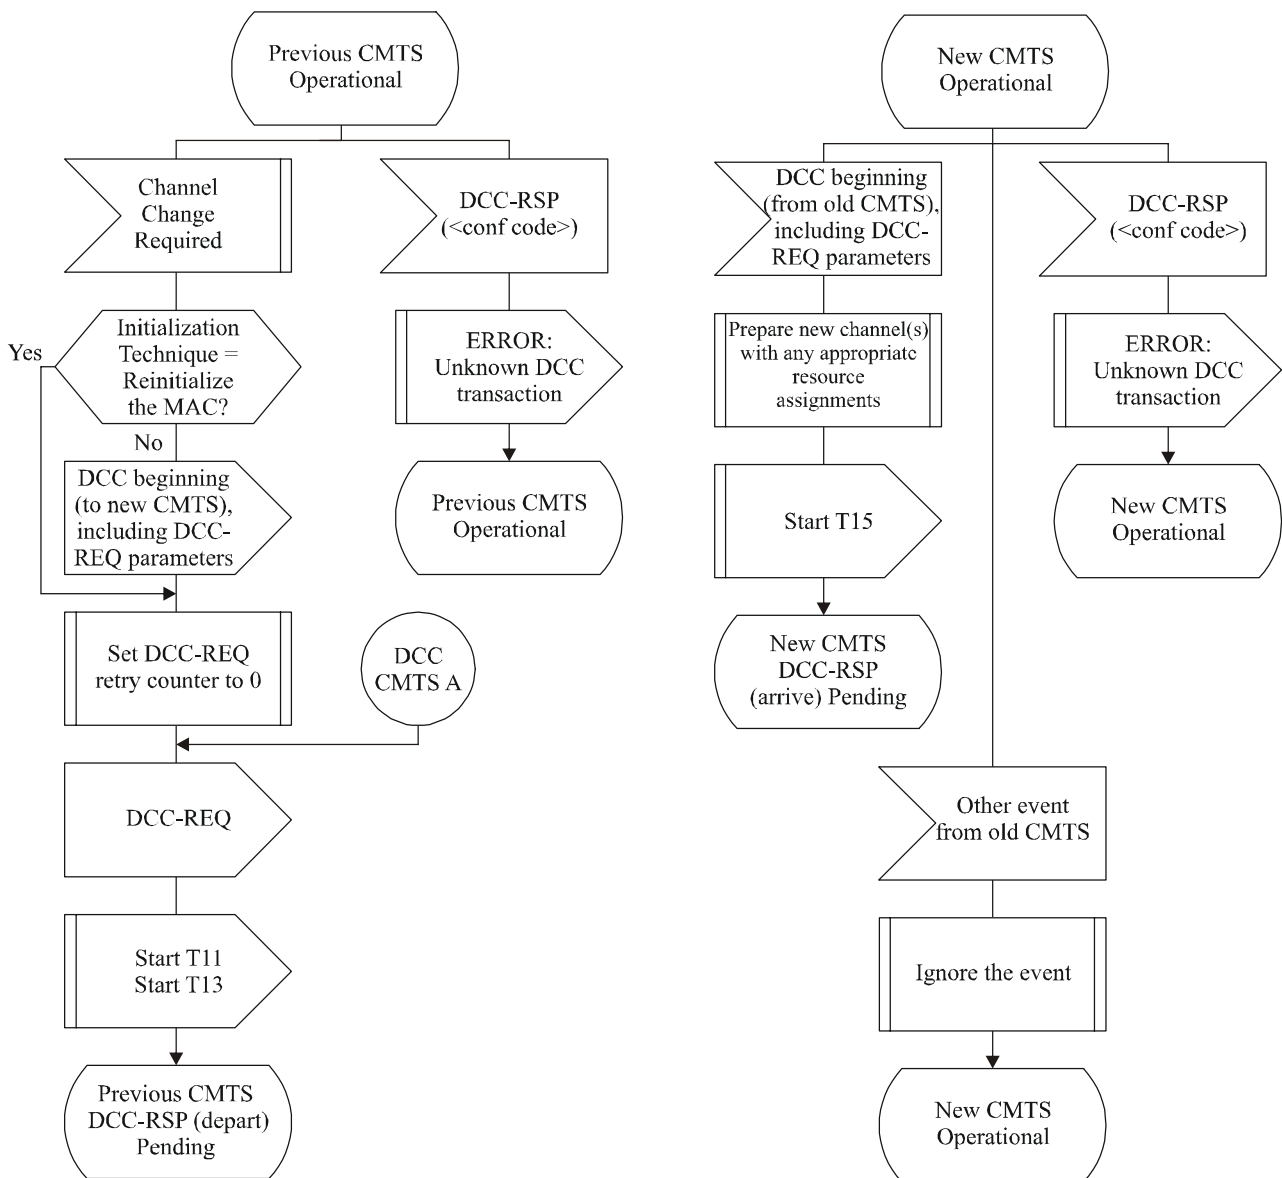 Previous CMTS
Operational
Channel
Change
Required
DCC-RSP
(<conf code>)
Initialization
Technique =
Reinitialize
the MAC?
Yes
No
ERROR:
Unknown DCC
transaction
DCC beginning
(to new CMTS),
including DCC-
REQ parameters
Previous CMTS
Operational
Set DCC-REQ
retry counter to 0
DCC
CMTS A
DCC-REQ
Start T11
Start T13
Previous CMTS
DCC-RSP (depart)
Pending
New CMTS
Operational
DCC beginning
(from old CMTS),
including DCC-
REQ parameters
DCC-RSP
(<conf code>)
Prepare new channel(s)
with any appropriate
resource
assignments
ERROR:
Unknown DCC
transaction
Start T15
New CMTS
Operational
New CMTS
DCC-RSP
(arrive) Pending
Other event
from old CMTS
Ignore the event
New CMTS
Operational